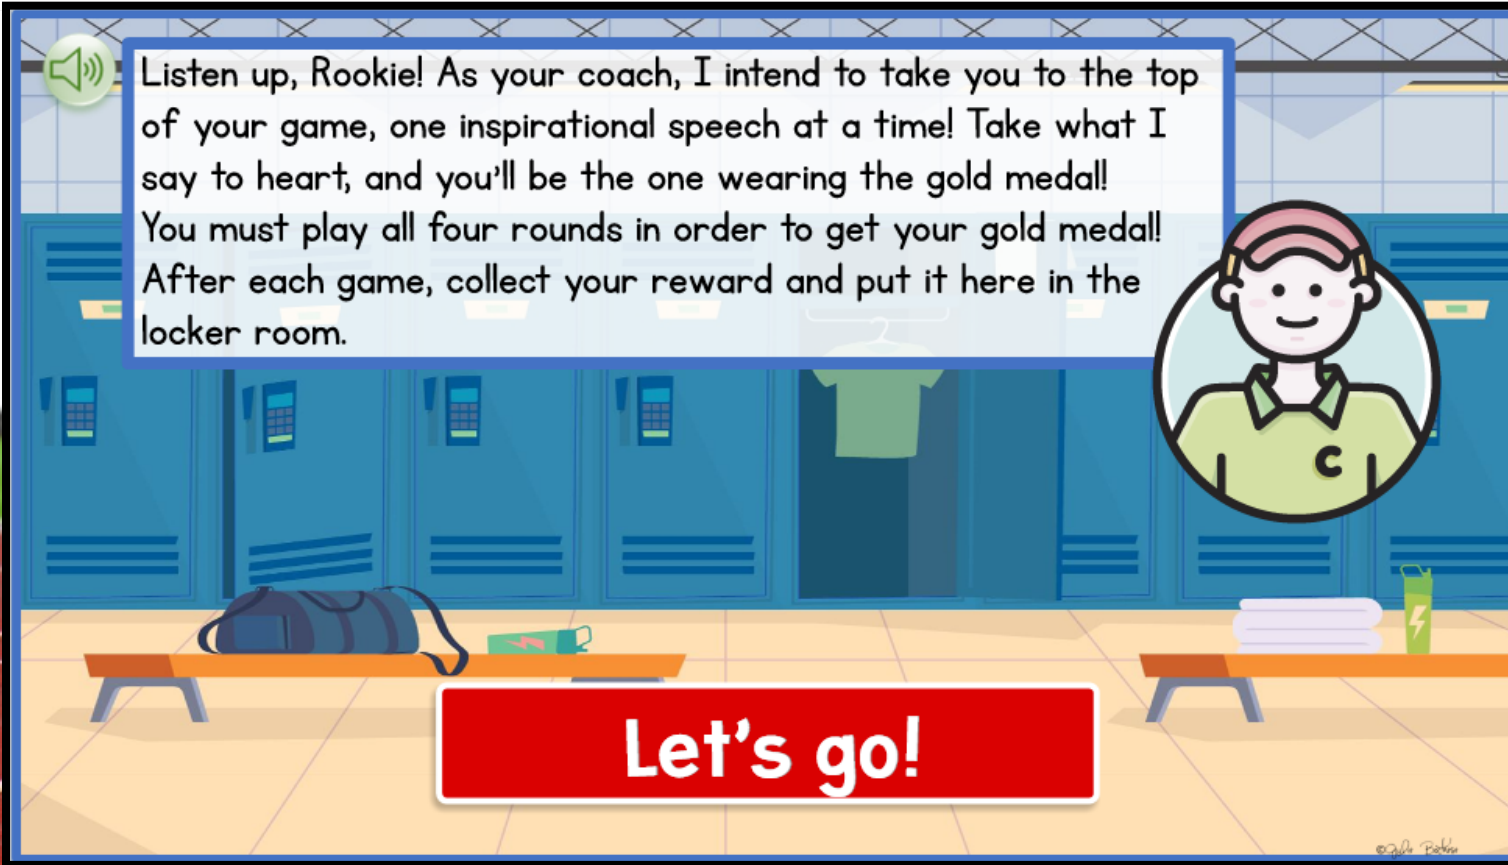 Listen up, Rookie! As your coach, I intend to take you to the top
of your game, one inspirational speech at a time! Take what I
say to heart, and you'll be the one wearing the gold medal!
You must play all four rounds in order to get your gold medal!
After each game, collect your reward and put it here in the
locker room.
C
Let's go!